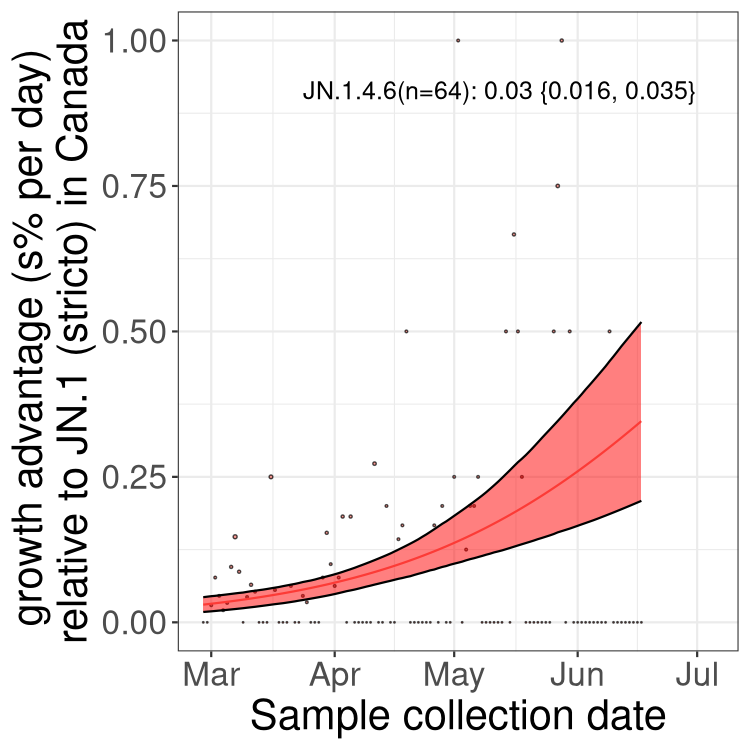 growth advantage (s% per day)
relative to JN.1 (stricto) in Canada
1.00
0.75
0.50
0.25
0.00
JN.1.4.6(n=64): 0.03 {0.016, 0.035}
Mar Apr May Jun Jul
Sample collection date